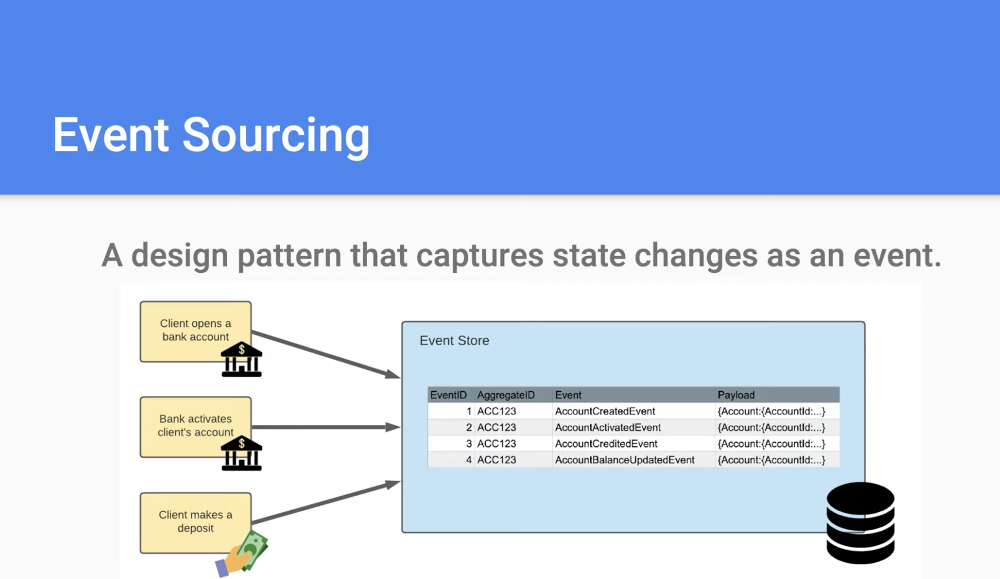 Event Sourcing
A design pattern that captures state changes as an event.
Client opens a
bank account
$
Bank activates
client's account
$
Client makes a
deposit
Event Store
EventID AggregateID Event Payload
1 ACC123 AccountCreatedEvent {Account:{AccountId:...}
2 ACC123 AccountActivatedEvent {Account:{AccountId:...}
3 ACC123 AccountCreditedEvent {Account:{AccountId:...}
4 ACC123 AccountBalanceUpdatedEvent {Account:{AccountId:...}